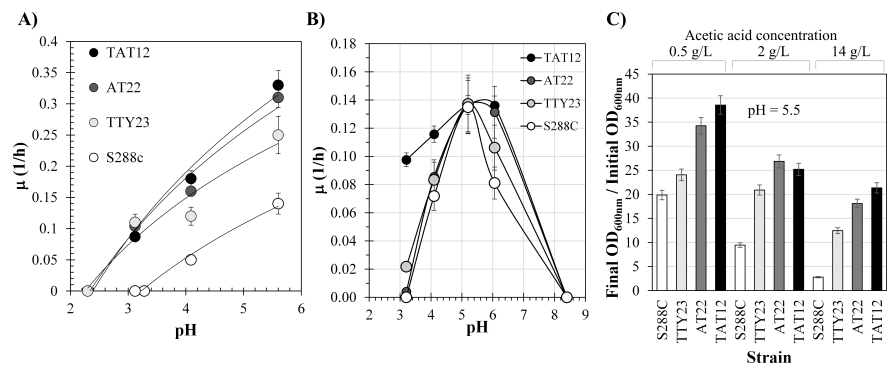 A)
μ (1/h)
0.4
0.35
0.3
0.25
0.2
0.15
0.1
0.05
0
TAT12
AT22
TTY23
S288c
2 3 4 5 6
pH
B)
μ (1/h)
0.18
0.16
0.14
0.12
0.10
0.08
0.06
0.04
0.02
0.00
TAT12
AT22
TTY23
S288C
2 3 4 5 6 7 8 9
pH
C)
Acetic acid concentration
0.5 g/L 2 g/L 14 g/L
Final OD600nm / Initial OD600nm
45
40
35
30
25
20
15
10
5
0
pH = 5.5
S288C TTY23 AT22 TAT12 S288C TTY23 AT22 TAT12 S288C TTY23 AT22 TAT12
Strain